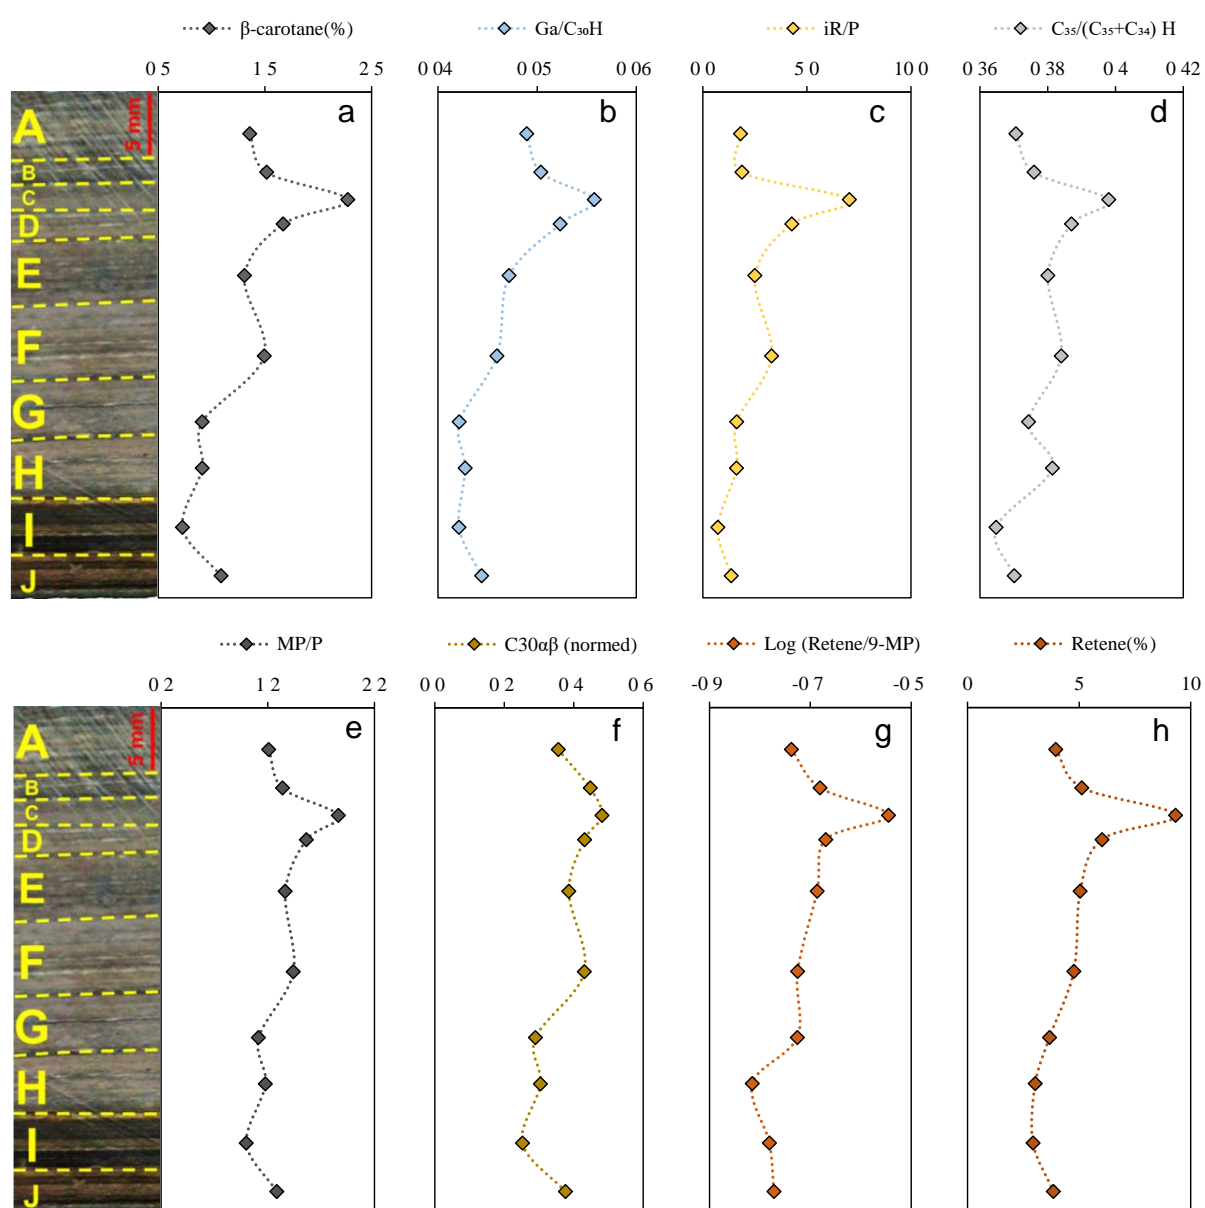 β-carotane(%) Ga/C₃₀H iR/P C₃₅/(C₃₅+C₃₄) H
0 5 1 5 2 5 0 04 0 05 0 06 0 0 5 0 10 0 0 36 0 38 0 4 0 42
a b c d
5 mm
A
B
C
D
E
F
G
H
I
J
MP/P C30αβ (normed) Log (Retene/9-MP) Retene(%)
0 2 1 2 2 2 0 0 0 2 0 4 0 6 -0 9 -0 7 -0 5 0 5 10
e f g h
5 mm
A
B
C
D
E
F
G
H
I
J